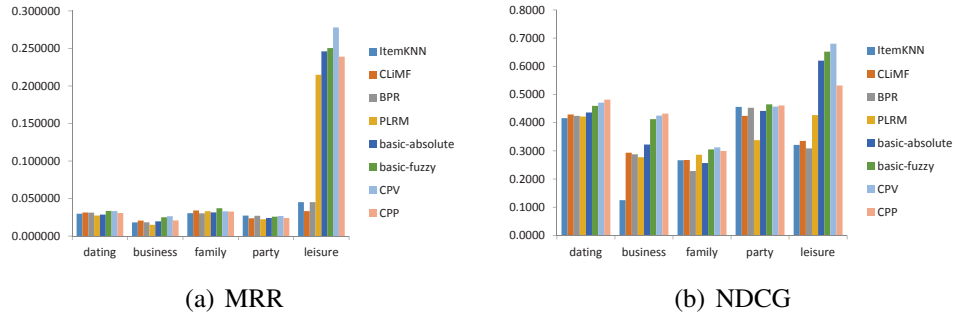 0.300000
0.250000
0.200000
0.150000
0.100000
0.050000
0.000000
dating business family party leisure
ItemKNN
CLiMF
BPR
PLRM
basic-absolute
basic-fuzzy
CPV
CPP
(a) MRR
0.8000
0.7000
0.6000
0.5000
0.4000
0.3000
0.2000
0.1000
0.0000
dating business family party leisure
ItemKNN
CLiMF
BPR
PLRM
basic-absolute
basic-fuzzy
CPV
CPP
(b) NDCG